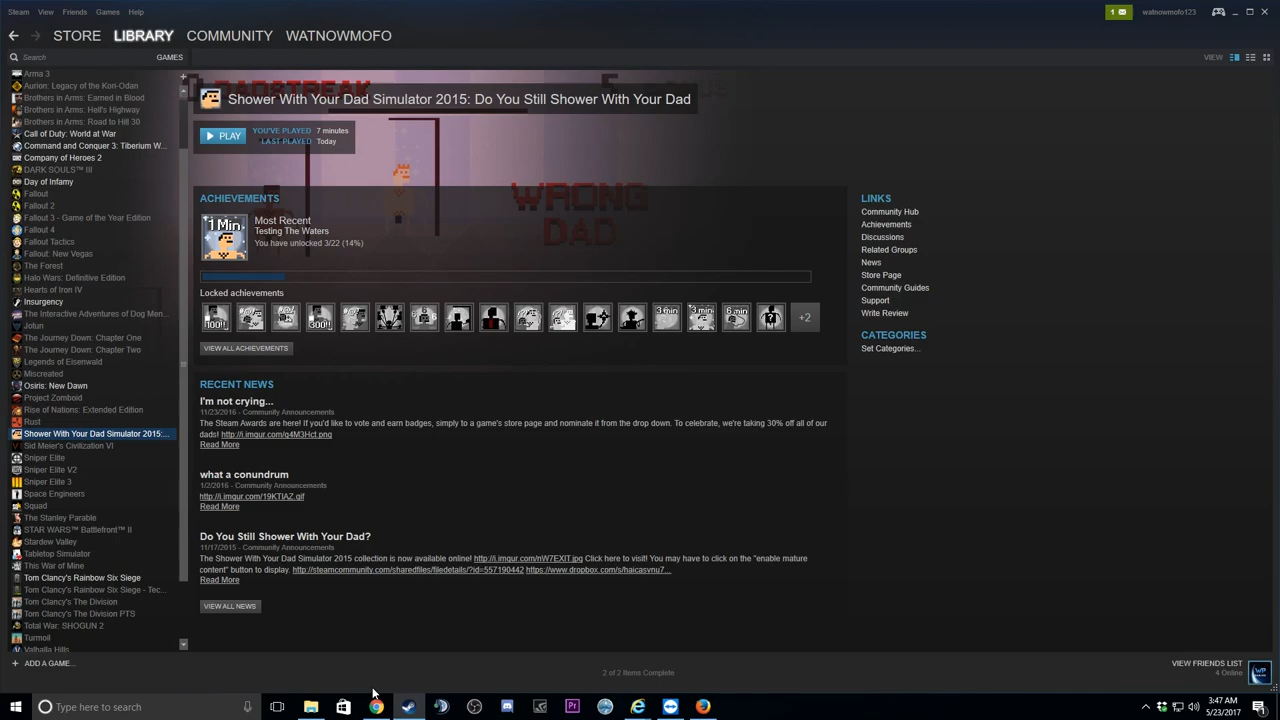 Steam View Friends Games Help
1 watnowmofo123
STORE LIBRARY COMMUNITY WATNOWMOFO
Search GAMES
VIEW
Arma 3
Aurion: Legacy of the Kori-Odan
Brothers in Arms: Earned in Blood
Brothers in Arms: Hell's Highway
Brothers in Arms: Road to Hill 30
Call of Duty: World at War
Command and Conquer 3: Tiberium W...
Company of Heroes 2
DARK SOULS™ III
Day of Infamy
Fallout
Fallout 2
Fallout 3 - Game of the Year Edition
Fallout 4
Fallout Tactics
Fallout: New Vegas
The Forest
Halo Wars: Definitive Edition
Hearts of Iron IV
Insurgency
The Interactive Adventures of Dog Men...
Jotun
The Journey Down: Chapter One
The Journey Down: Chapter Two
Legends of Eisenwald
Miscreated
Osiris: New Dawn
Project Zomboid
Rise of Nations: Extended Edition
Rust
Shower With Your Dad Simulator 2015:...
Sid Meier's Civilization VI
Sniper Elite
Sniper Elite V2
Sniper Elite 3
Space Engineers
Squad
The Stanley Parable
STAR WARS™ Battlefront™ II
Stardew Valley
Tabletop Simulator
This War of Mine
Tom Clancy's Rainbow Six Siege
Tom Clancy's Rainbow Six Siege - Tec...
Tom Clancy's The Division
Tom Clancy's The Division PTS
Total War: SHOGUN 2
Turmoil
Valhalla Hills
DADSTREAK 5
Shower With Your Dad Simulator 2015: Do You Still Shower With Your Dad
PLAY
YOU'VE PLAYED 7 minutes
LAST PLAYED Today
WRONG
DAD
ACHIEVEMENTS
1 Min
Most Recent
Testing The Waters
You have unlocked 3/22 (14%)
Locked achievements
100! 300! 3 min 3 min 6 min ? +2
VIEW ALL ACHIEVEMENTS
RECENT NEWS
I'm not crying...
11/23/2016 - Community Announcements
The Steam Awards are here! If you'd like to vote and earn badges, simply to a game's store page and nominate it from the drop down. To celebrate, we're taking 30% off all of our
dads! http://i.imgur.com/q4M3Hct.png
Read More
what a conundrum
1/2/2016 - Community Announcements
http://i.imgur.com/19KTIAZ.gif
Read More
Do You Still Shower With Your Dad?
11/17/2015 - Community Announcements
The Shower With Your Dad Simulator 2015 collection is now available online! http://i.imgur.com/nW7EXIT.jpg Click here to visit! You may have to click on the "enable mature
content" button to display. http://steamcommunity.com/sharedfiles/filedetails/?id=557190442 https://www.dropbox.com/s/haicasvnu7...
Read More
VIEW ALL NEWS
LINKS
Community Hub
Achievements
Discussions
Related Groups
News
Store Page
Community Guides
Support
Write Review
CATEGORIES
Set Categories...
ADD A GAME...
2 of 2 Items Complete
VIEW FRIENDS LIST
4 Online
Type here to search
Pr
3:47 AM
5/23/2017
1